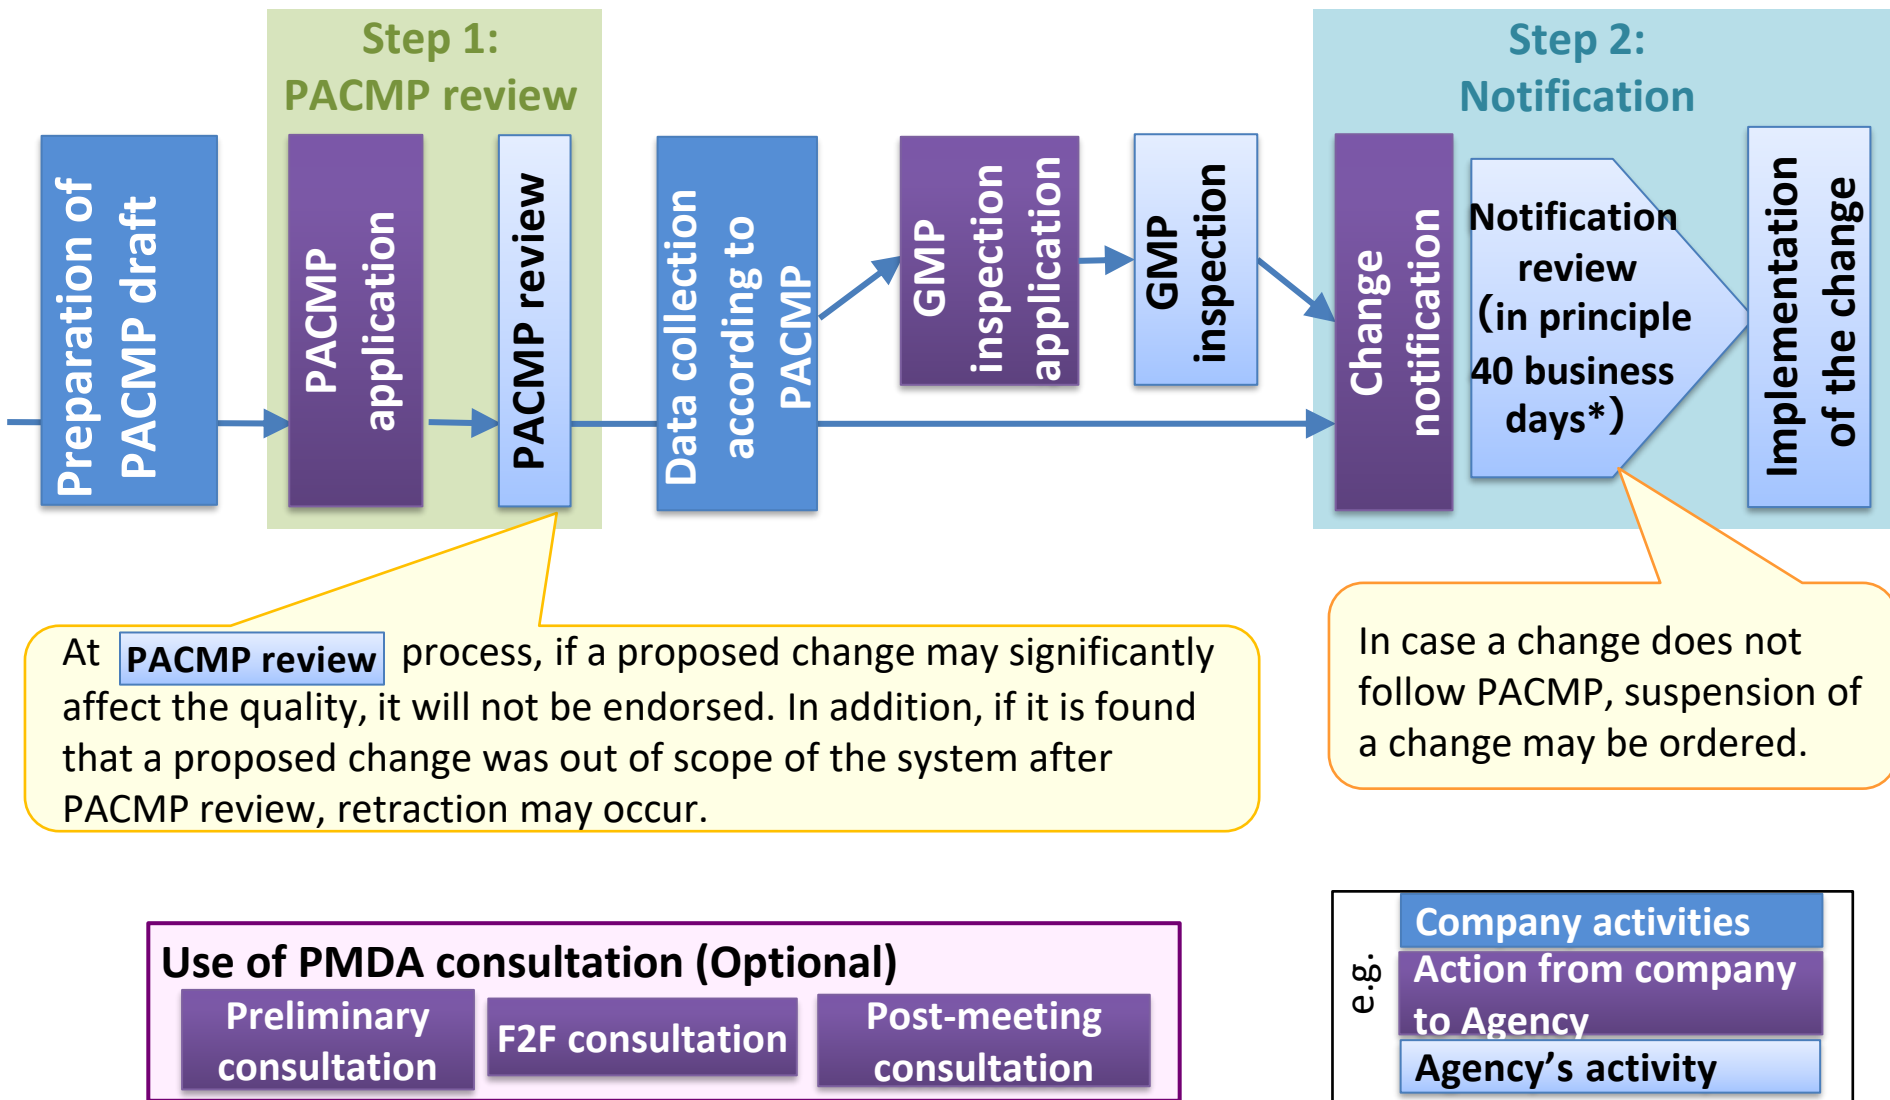 Step 1:
PACMP review
Step 2:
Notification
Preparation of
PACMP draft
PACMP
application
PACMP review
Data collection
according to
PACMP
GMP
inspection
application
GMP
inspection
Change
notification
Notification
review
(in principle
40 business
days*)
Implementation
of the change
At PACMP review process, if a proposed change may significantly
affect the quality, it will not be endorsed. In addition, if it is found
that a proposed change was out of scope of the system after
PACMP review, retraction may occur.
In case a change does not
follow PACMP, suspension of
a change may be ordered.
Use of PMDA consultation (Optional)
Preliminary
consultation
F2F consultation
Post-meeting
consultation
e.g.
Company activities
Action from company
to Agency
Agency’s activity